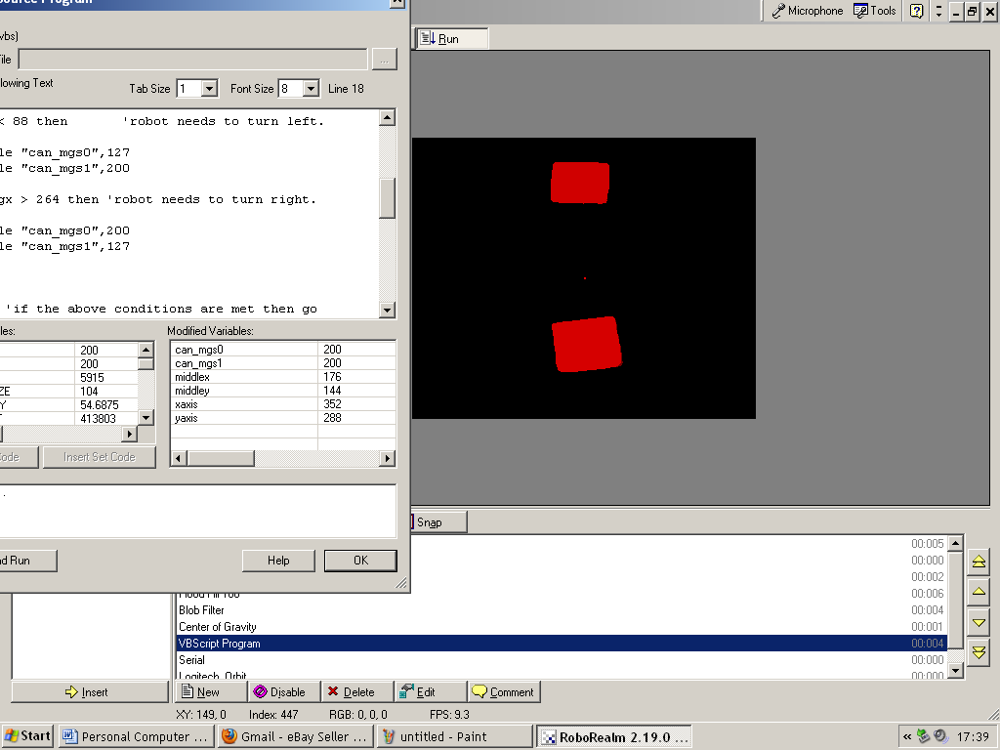 Source Program
Microphone
Tools
vbs)
Run
ile
...
lowing Text
Tab Size 1 Font Size 8 Line 18
< 88 then 'robot needs to turn left.
le "can_mgs0",127
le "can_mgs1",200
gx > 264 then 'robot needs to turn right.
le "can_mgs0",200
le "can_mgs1",127
'if the above conditions are met then go
les:
Modified Variables:
200
200
5915
ZE 104
Y 54.6875
T 413803
can_mgs0 200
can_mgs1 200
middlex 176
middley 144
xaxis 352
yaxis 288
Code
Insert Set Code
.
Snap
nd Run
Help
OK
00:005
00:000
00:002
Flood Fill Too 00:006
Blob Filter 00:004
Center of Gravity 00:001
VBScript Program 00:004
Serial 00:000
Logitech_Orbit 00:000
Insert
New
Disable
Delete
Edit
Comment
XY: 149, 0 Index: 447 RGB: 0, 0, 0 FPS: 9.3
Start
Personal Computer ...
Gmail - eBay Seller ...
untitled - Paint
RoboRealm 2.19.0 ...
«
17:39